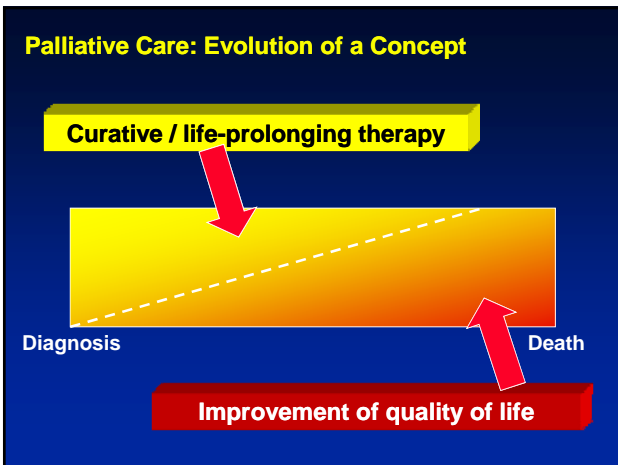 Palliative Care: Evolution of a Concept
Curative / life-prolonging therapy
Diagnosis
Death
Improvement of quality of life